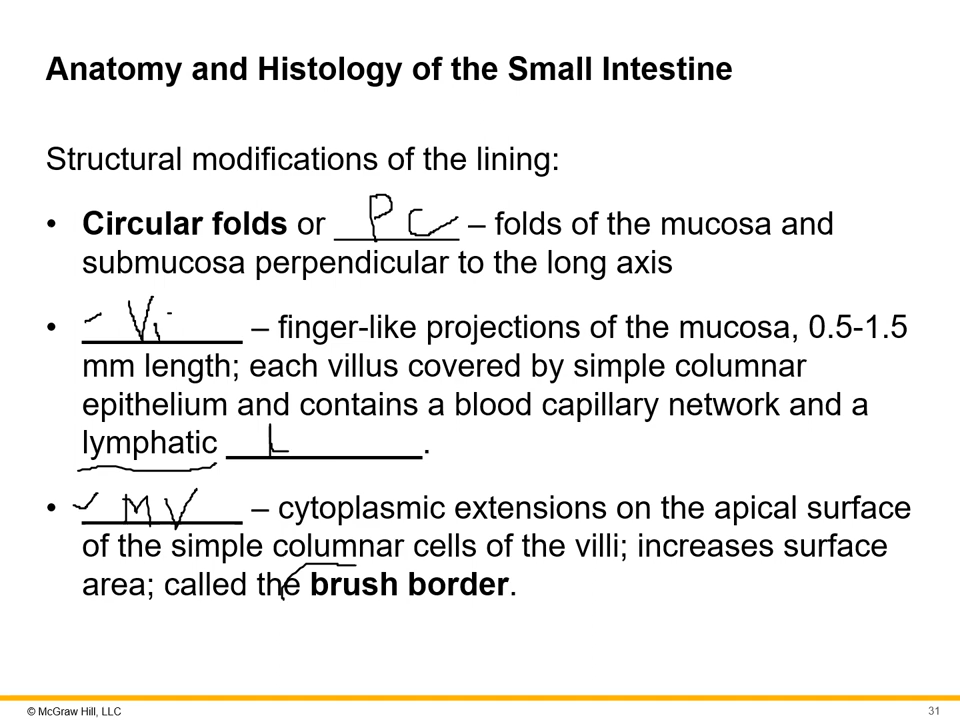 Anatomy and Histology of the Small Intestine
Structural modifications of the lining:
• Circular folds or P C – folds of the mucosa and
submucosa perpendicular to the long axis
• Vi – finger-like projections of the mucosa, 0.5-1.5
mm length; each villus covered by simple columnar
epithelium and contains a blood capillary network and a
lymphatic L.
• MV – cytoplasmic extensions on the apical surface
of the simple columnar cells of the villi; increases surface
area; called the brush border.
© McGraw Hill, LLC
31